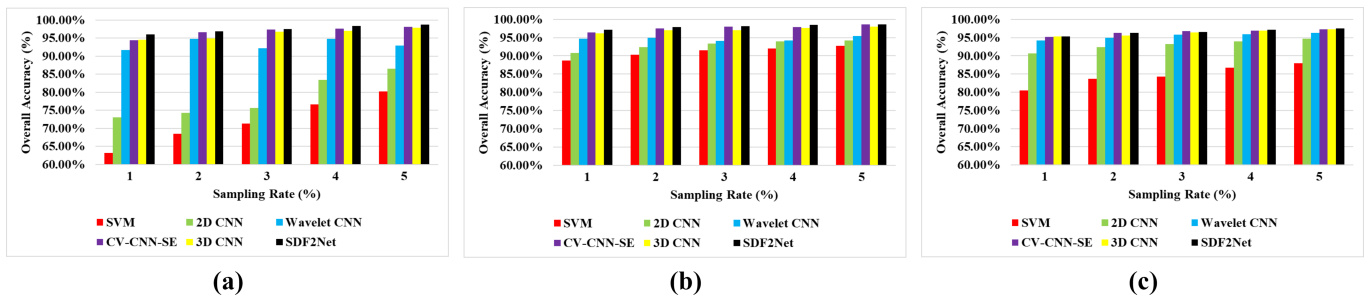 Overall Accuracy (%)
100.00%
95.00%
90.00%
85.00%
80.00%
75.00%
70.00%
65.00%
60.00%
1 2 3 4 5
Sampling Rate (%)
SVM 2D CNN Wavelet CNN
CV-CNN-SE 3D CNN SDF2Net
(a)
Overall Accuracy (%)
100.00%
95.00%
90.00%
85.00%
80.00%
75.00%
70.00%
65.00%
60.00%
1 2 3 4 5
Sampling Rate (%)
SVM 2D CNN Wavelet CNN
CV-CNN-SE 3D CNN SDF2Net
(b)
Overall Accuracy (%)
100.00%
95.00%
90.00%
85.00%
80.00%
75.00%
70.00%
65.00%
60.00%
1 2 3 4 5
Sampling Rate (%)
SVM 2D CNN Wavelet CNN
CV-CNN-SE 3D CNN SDF2Net
(c)